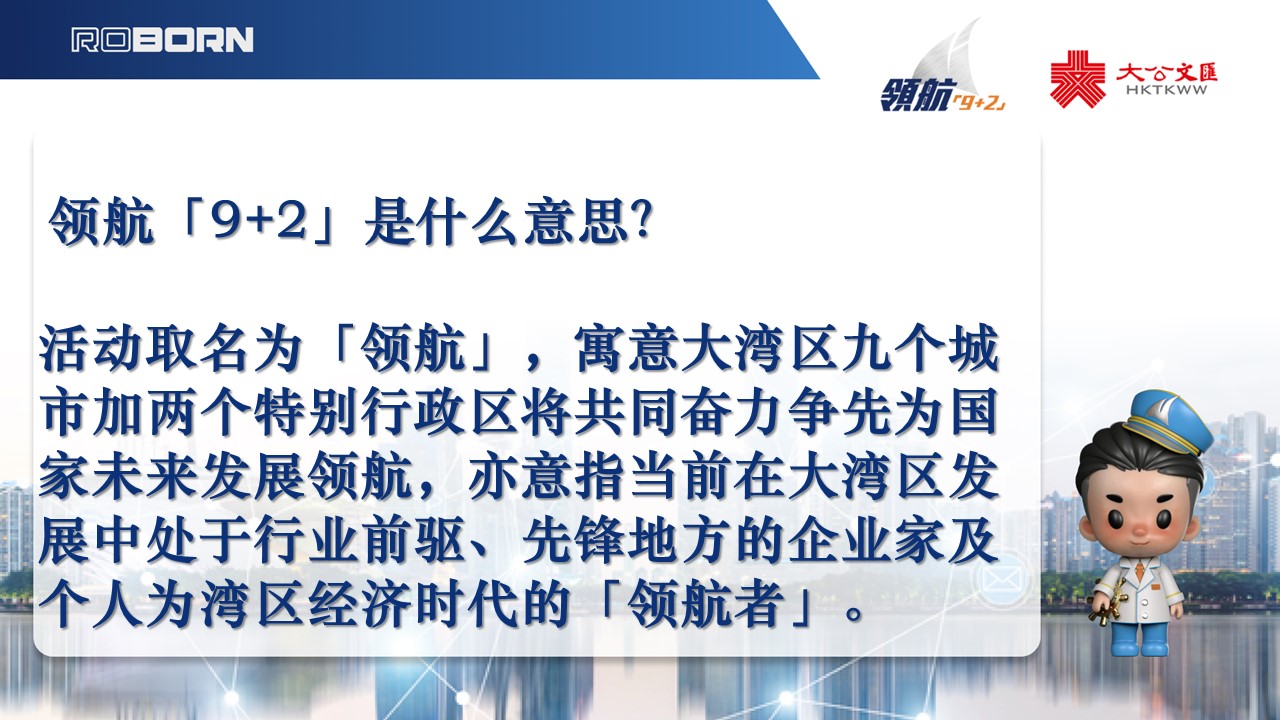 ROBORN
領航「9+2」
大公文匯
HKTKWW
领航「9+2」是什么意思？
活动取名为「领航」，寓意大湾区九个城
市加两个特别行政区将共同奋力争先为国
家未来发展领航，亦意指当前在大湾区发
展中处于行业前驱、先锋地方的企业家及
个人为湾区经济时代的「领航者」。